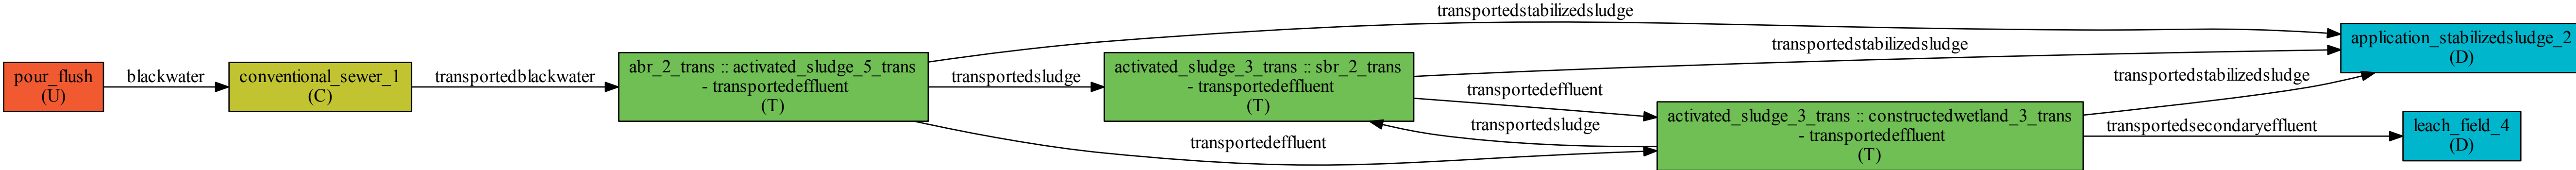 pour_flush
(U)
blackwater
conventional_sewer_1
(C)
transportedblackwater
abr_2_trans :: activated_sludge_5_trans
- transportedeffluent
(T)
transportedstabilizedsludge
transportedsludge
transportedeffluent
activated_sludge_3_trans :: sbr_2_trans
- transportedeffluent
(T)
transportedstabilizedsludge
transportedeffluent
transportedsludge
activated_sludge_3_trans :: constructedwetland_3_trans
- transportedeffluent
(T)
transportedstabilizedsludge
transportedsecondaryeffluent
application_stabilizedsludge_2
(D)
leach_field_4
(D)